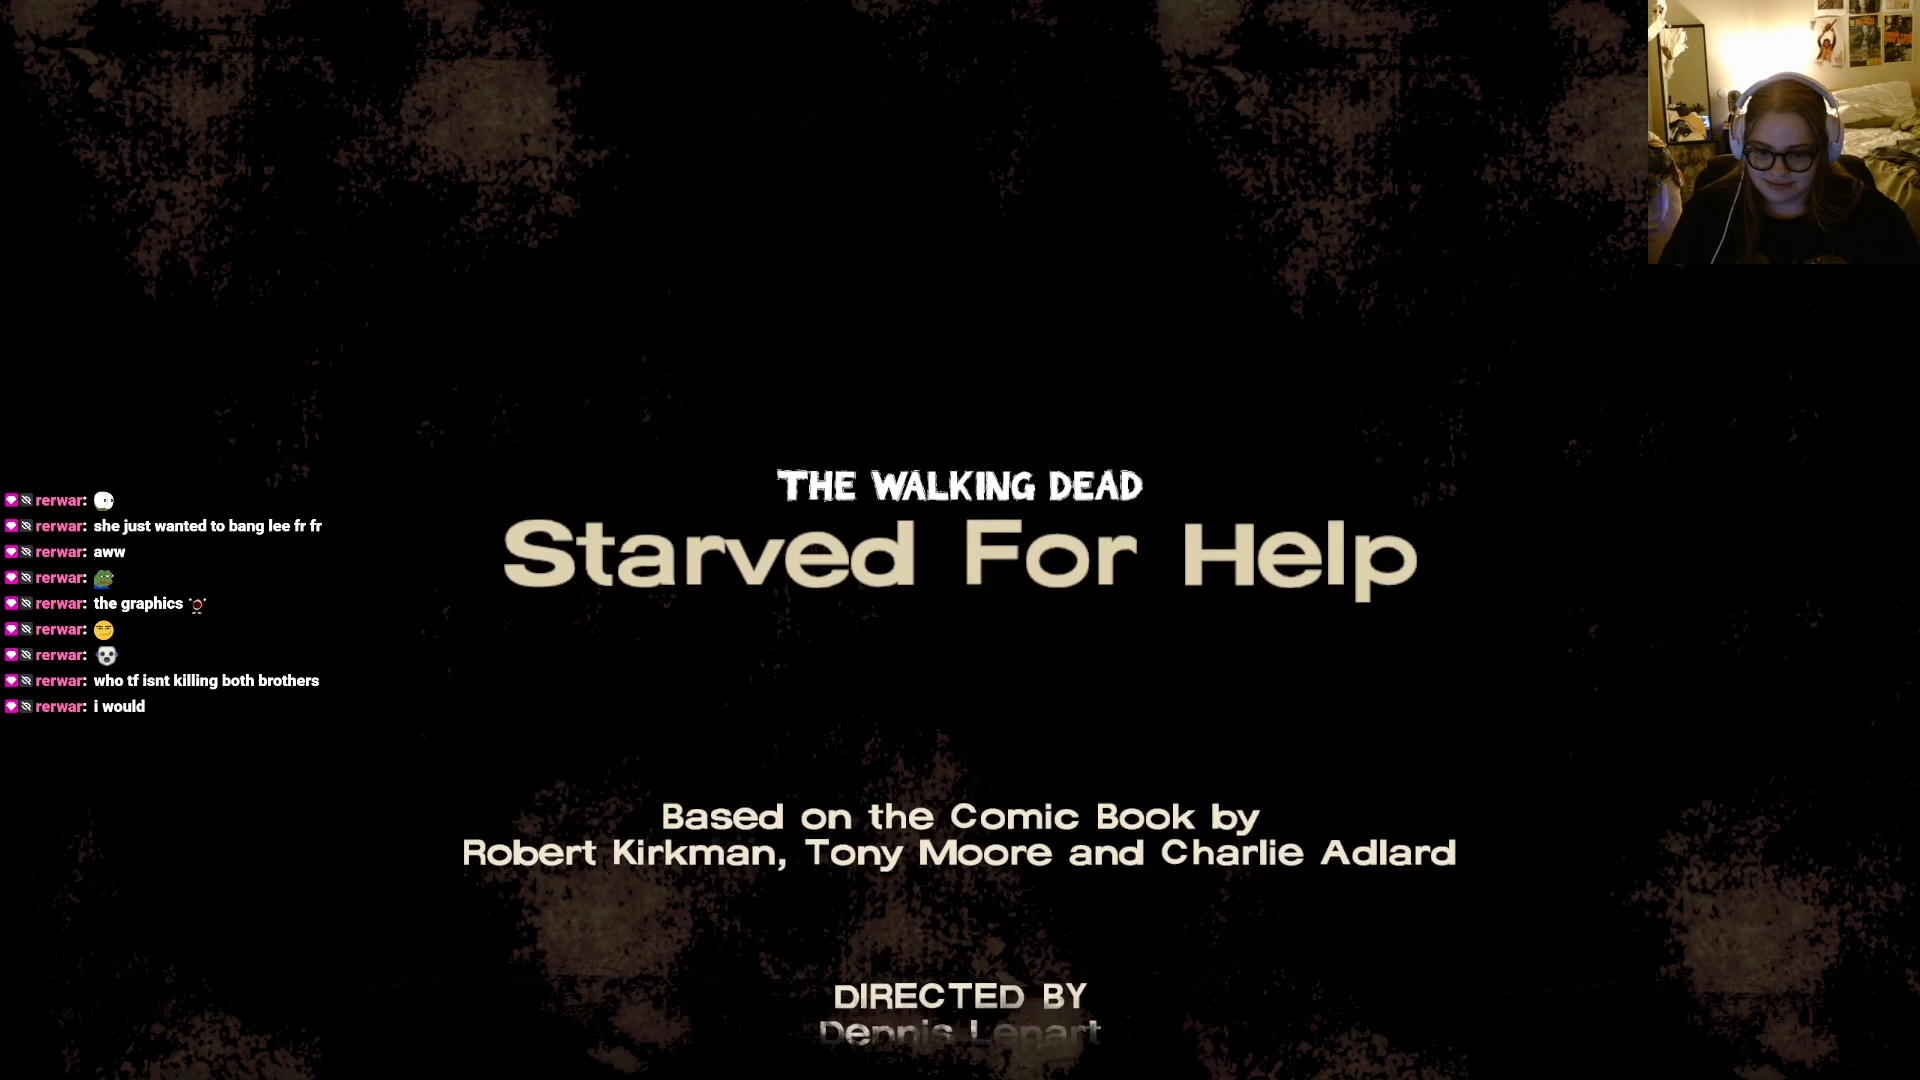 rerwar:
rerwar: she just wanted to bang lee fr fr
rerwar: aww
rerwar:
rerwar: the graphics
rerwar:
rerwar:
rerwar: who tf isnt killing both brothers
rerwar: i would
THE WALKING DEAD
Starved For Help
Based on the Comic Book by
Robert Kirkman, Tony Moore and Charlie Adlard
DIRECTED BY
Dennis Lenart